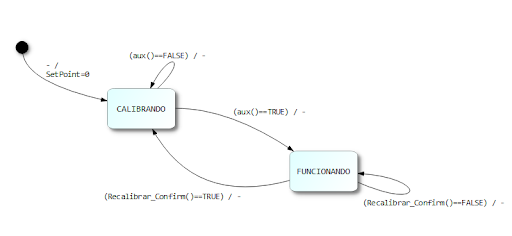 (aux()==FALSE) / -
- /
SetPoint=0
CALIBRANDO
(aux()==TRUE) / -
FUNCIONANDO
(Recalibrar_Confirm()==TRUE) / -
(Recalibrar_Confirm()==FALSE) / -